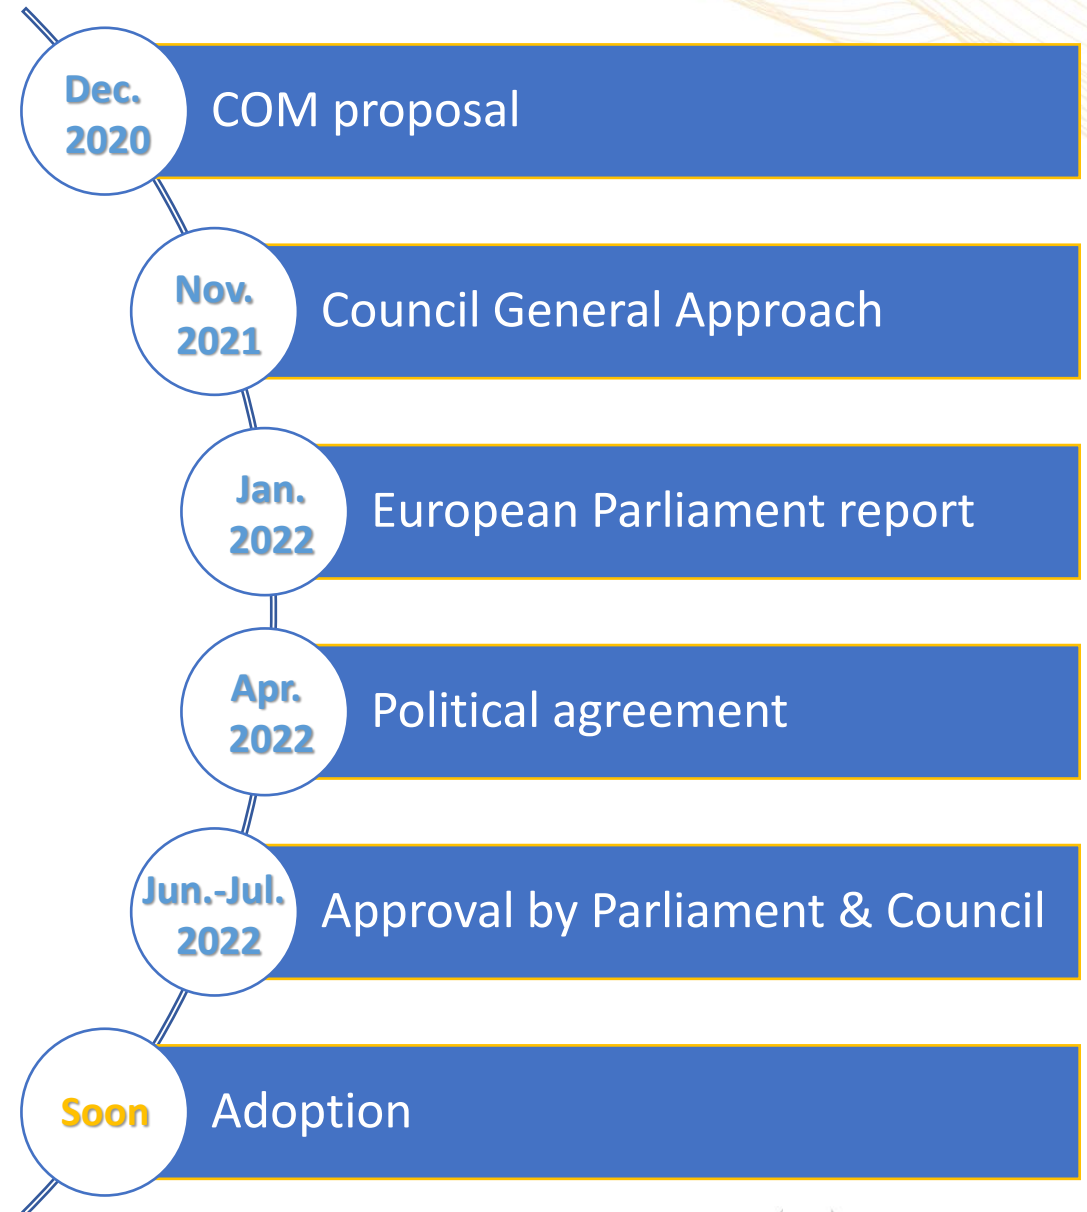 Dec.
2020
COM proposal
Nov.
2021
Council General Approach
Jan.
2022
European Parliament report
Apr.
2022
Political agreement
Jun.-Jul.
2022
Approval by Parliament & Council
Soon
Adoption